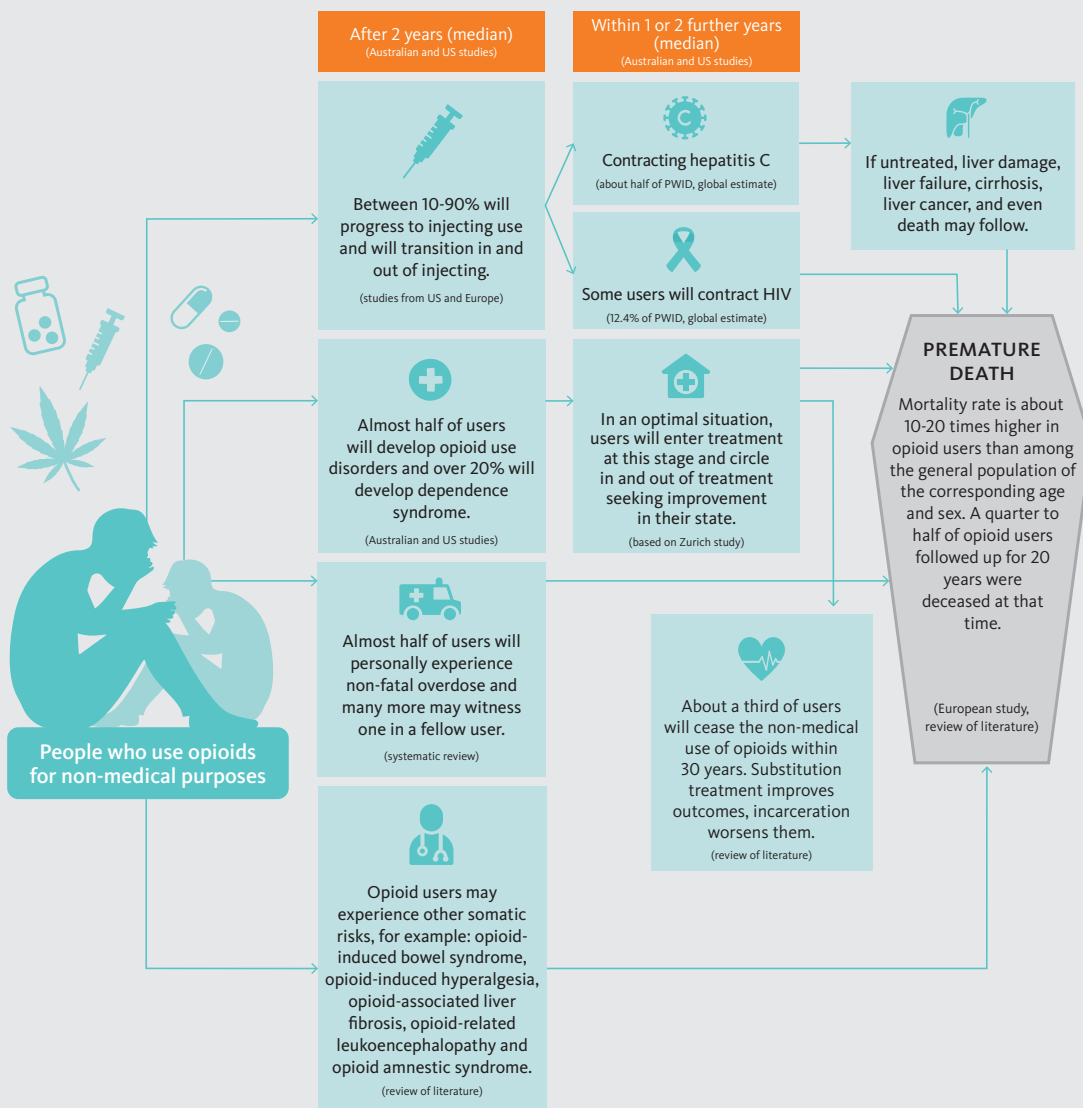 After 2 years (median)
(Australian and US studies)
Within 1 or 2 further years
(median)
(Australian and US studies)
Between 10-90% will
progress to injecting use
and will transition in and
out of injecting.
(studies from US and Europe)
C
Contracting hepatitis C
(about half of PWID, global estimate)
If untreated, liver damage,
liver failure, cirrhosis,
liver cancer, and even
death may follow.
Some users will contract HIV
(12.4% of PWID, global estimate)
Almost half of users
will develop opioid use
disorders and over 20% will
develop dependence
syndrome.
(Australian and US studies)
In an optimal situation,
users will enter treatment
at this stage and circle
in and out of treatment
seeking improvement
in their state.
(based on Zurich study)
PREMATURE
DEATH
Mortality rate is about
10-20 times higher in
opioid users than among
the general population of
the corresponding age
and sex. A quarter to
half of opioid users
followed up for 20
years were
deceased at that
time.
(European study,
review of literature)
Almost half of users will
personally experience
non-fatal overdose and
many more may witness
one in a fellow user.
(systematic review)
About a third of users
will cease the non-medical
use of opioids within
30 years. Substitution
treatment improves
outcomes, incarceration
worsens them.
(review of literature)
People who use opioids
for non-medical purposes
Opioid users may
experience other somatic
risks, for example: opioid-
induced bowel syndrome,
opioid-induced hyperalgesia,
opioid-associated liver
fibrosis, opioid-related
leukoencephalopathy and
opioid amnestic syndrome.
(review of literature)